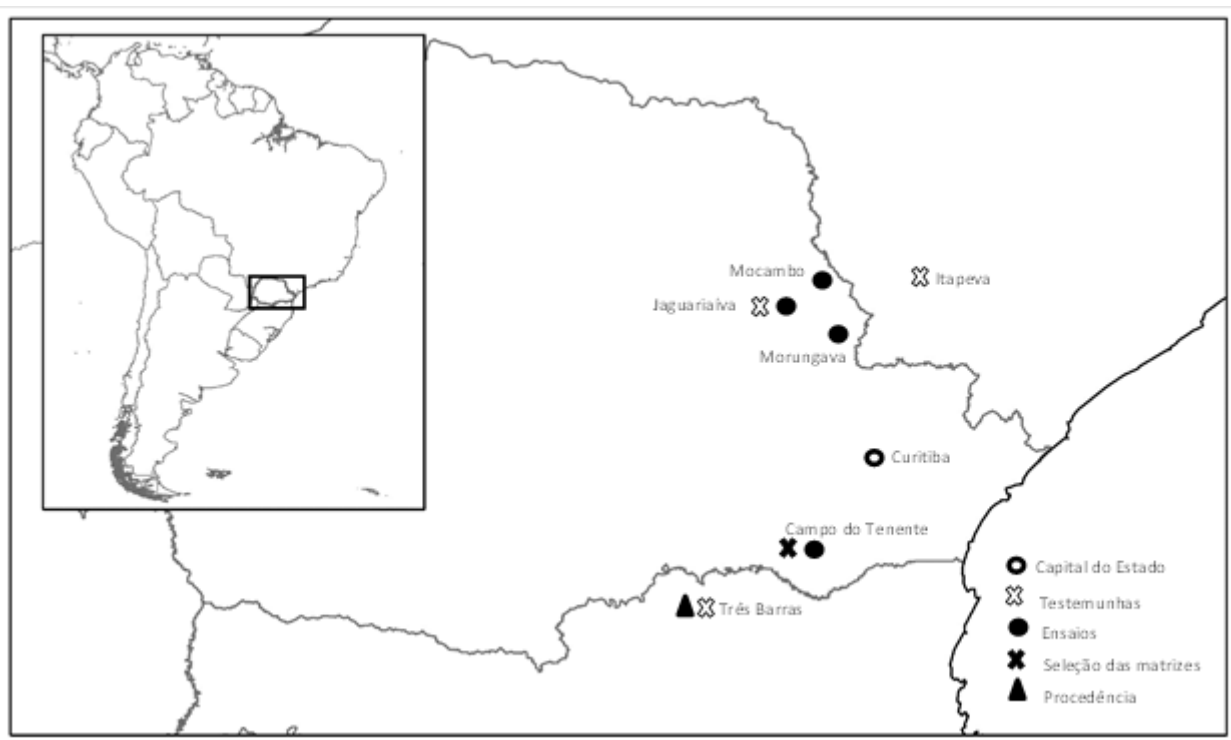 Mocambo
Itapeva
Jaguariaíva
Morungava
Curitiba
Campo do Tenente
Três Barras
Capital do Estado
Testemunhas
Ensaios
Seleção das matrizes
Procedência